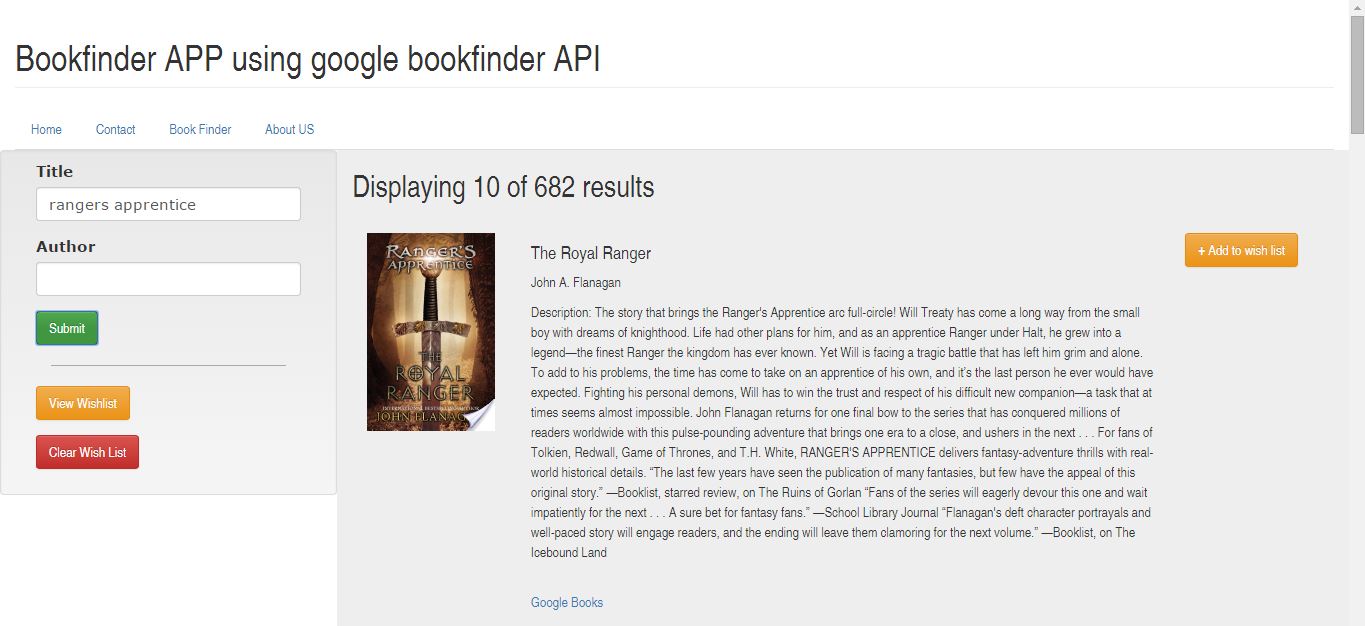 Bookfinder APP using google bookfinder API
Home Contact Book Finder About US
Title
rangers apprentice
Author
Submit
View Wishlist
Clear Wish List
Displaying 10 of 682 results
RANGER'S
APPRENTICE
THE
ROYAL
RANGER
INTERNATIONAL BESTSELLING AUTHOR
JOHN FLANAG
The Royal Ranger
+ Add to wish list
John A. Flanagan
Description: The story that brings the Ranger's Apprentice arc full-circle! Will Treaty has come a long way from the small
boy with dreams of knighthood. Life had other plans for him, and as an apprentice Ranger under Halt, he grew into a
legend—the finest Ranger the kingdom has ever known. Yet Will is facing a tragic battle that has left him grim and alone.
To add to his problems, the time has come to take on an apprentice of his own, and it’s the last person he ever would have
expected. Fighting his personal demons, Will has to win the trust and respect of his difficult new companion—a task that at
times seems almost impossible. John Flanagan returns for one final bow to the series that has conquered millions of
readers worldwide with this pulse-pounding adventure that brings one era to a close, and ushers in the next . . . For fans of
Tolkien, Redwall, Game of Thrones, and T.H. White, RANGER'S APPRENTICE delivers fantasy-adventure thrills with real-
world historical details. “The last few years have seen the publication of many fantasies, but few have the appeal of this
original story.” —Booklist, starred review, on The Ruins of Gorlan “Fans of the series will eagerly devour this one and wait
impatiently for the next . . . A sure bet for fantasy fans.” —School Library Journal “Flanagan's deft character portrayals and
well-paced story will engage readers, and the ending will leave them clamoring for the next volume.” —Booklist, on The
Icebound Land
Google Books